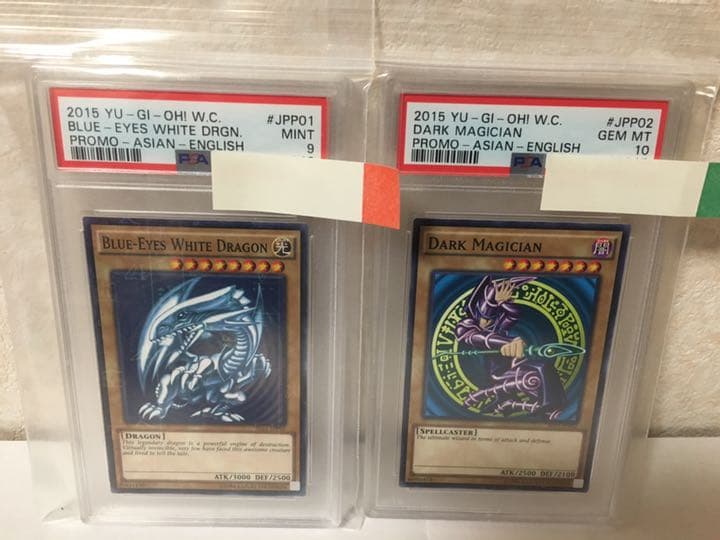 2015 YU-GI-OH! W.C. #JPP01
BLUE-EYES WHITE DRGN. MINT
PROMO-ASIAN-ENGLISH 9
PSA
BLUE-EYES WHITE DRAGON 光
[DRAGON]
This legendary dragon is a powerful engine of destruction.
Virtually invincible, very few have faced this awesome creature
and lived to tell the tale.
ATK/3000 DEF/2500
2015 YU-GI-OH! W.C. #JPP02
DARK MAGICIAN GEM MT
PROMO-ASIAN-ENGLISH 10
PSA
DARK MAGICIAN 闇
[SPELLCASTER]
The ultimate wizard in terms of attack and defense.
ATK/2500 DEF/2100